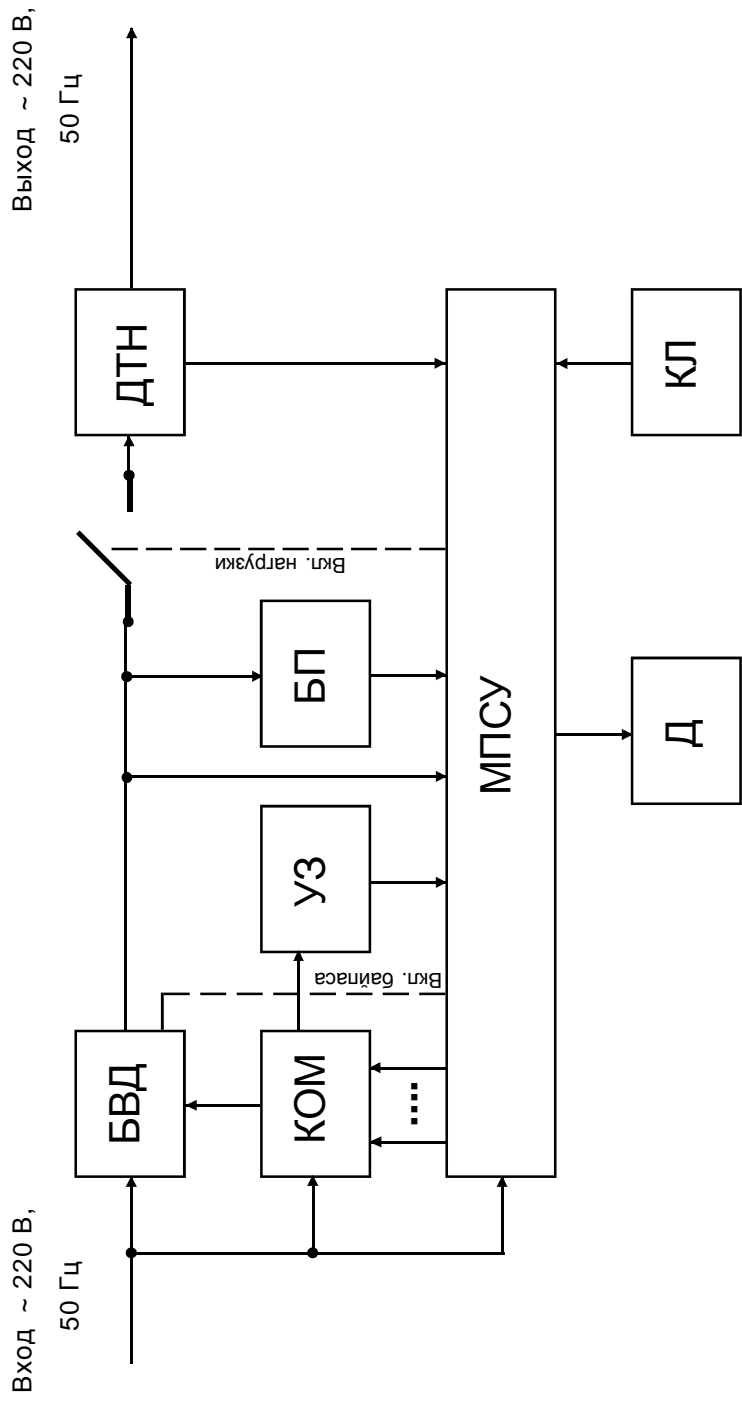 Вход ~ 220 В,
50 Гц
Выход ~ 220 В,
50 Гц
БВД
ДТН
КОМ
УЗ
БП
Вкл. байпаса
Вкл. нагрузки
....
МПСУ
Д
КЛ